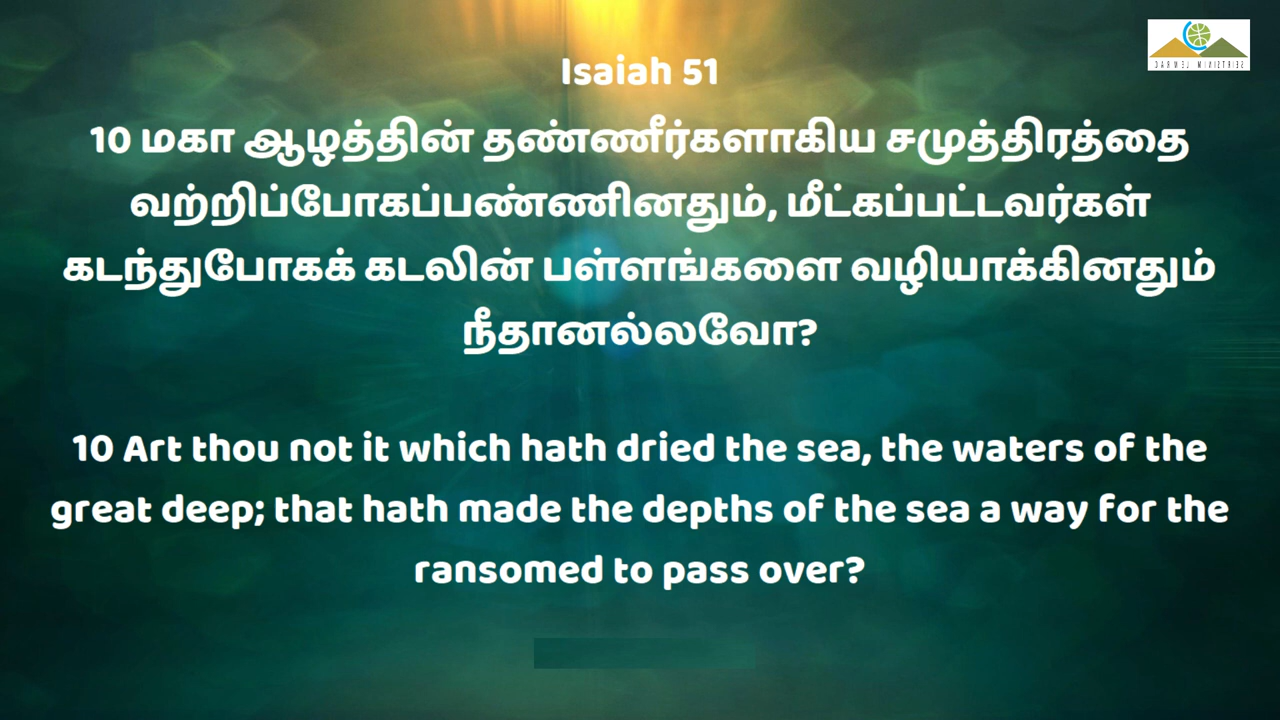 Isaiah 51
10 மகா ஆழத்தின் தண்ணீர்களாகிய சமுத்திரத்தை
வற்றிப்போகப்பண்ணினதும், மீட்கப்பட்டவர்கள்
கடந்துபோகக் கடலின் பள்ளங்களை வழியாக்கினதும்
நீதானல்லவோ?
10 Art thou not it which hath dried the sea, the waters of the
great deep; that hath made the depths of the sea a way for the
ransomed to pass over?